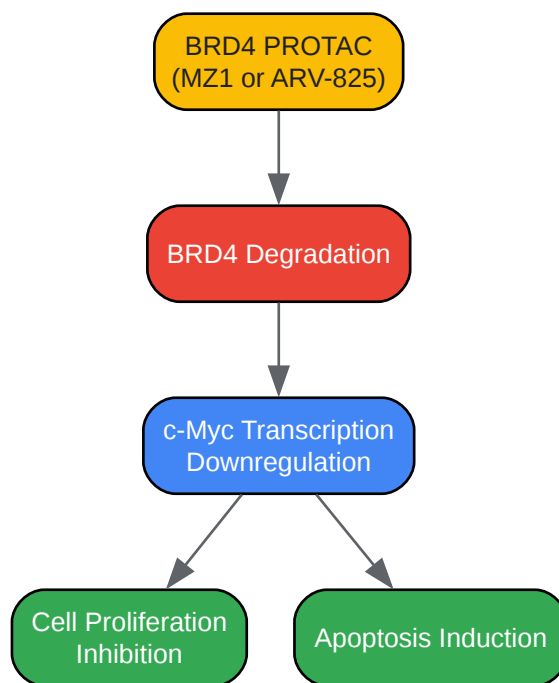 BRD4 PROTAC
(MZ1 or ARV-825)
BRD4 Degradation
c-Myc Transcription
Downregulation
Cell Proliferation
Inhibition
Apoptosis Induction